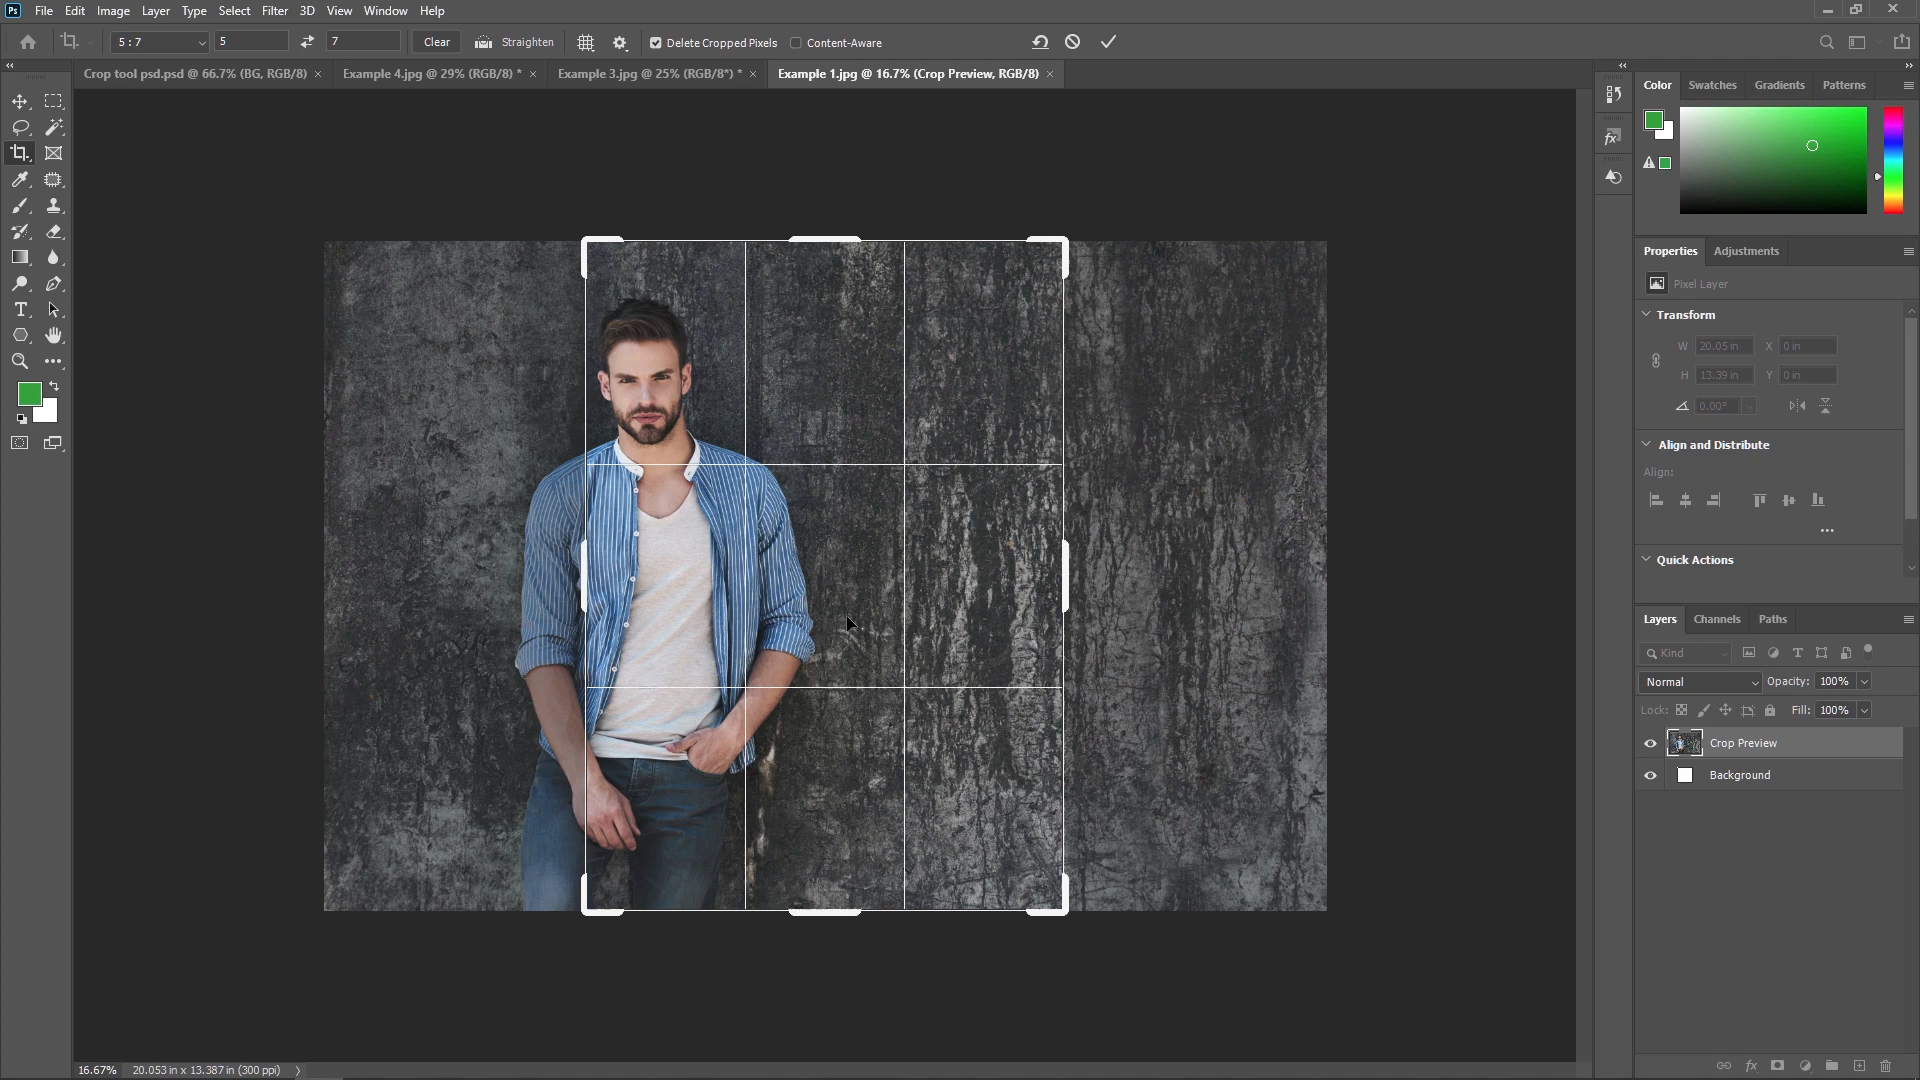 Ps File Edit Image Layer Type Select Filter 3D View Window Help
5 : 7 5 7 Clear Straighten Delete Cropped Pixels Content-Aware
Crop tool psd.psd @ 66.7% (BG, RGB/8) × Example 4.jpg @ 29% (RGB/8) * × Example 3.jpg @ 25% (RGB/8*) * × Example 1.jpg @ 16.7% (Crop Preview, RGB/8) ×
Color Swatches Gradients Patterns
Properties Adjustments
Pixel Layer
Transform
W 20.05 in X 0 in
H 13.39 in Y 0 in
0.00°
Align and Distribute
Align:
Quick Actions
Layers Channels Paths
Kind
Normal Opacity: 100%
Lock: Fill: 100%
Crop Preview
Background
16.67% 20.053 in x 13.387 in (300 ppi)